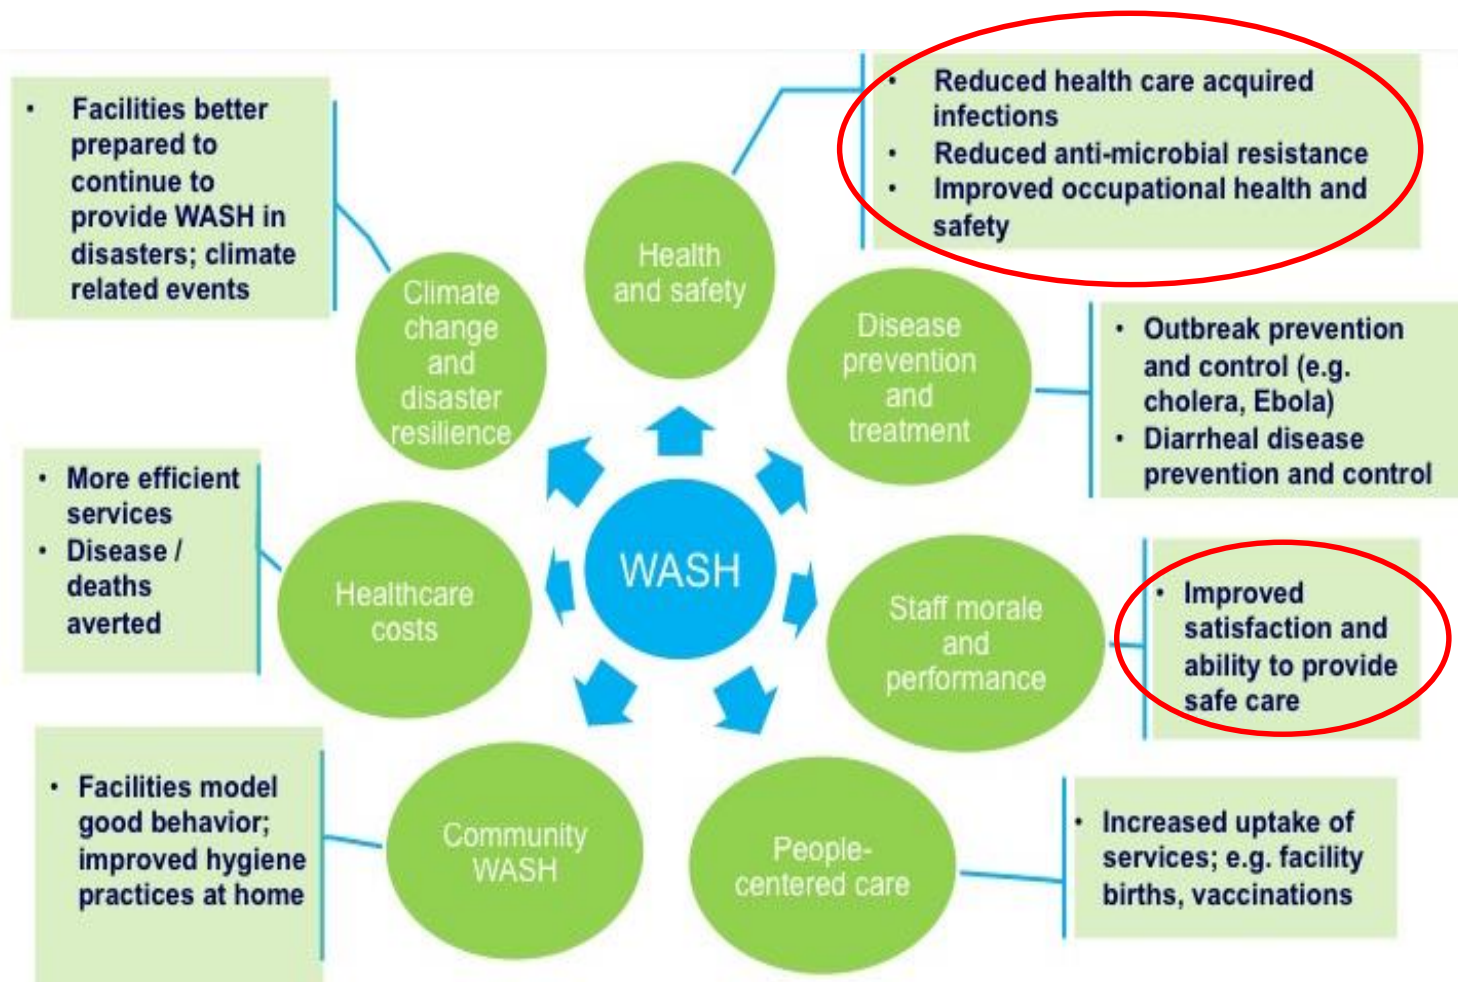 • Facilities better
prepared to
continue to
provide WASH in
disasters; climate
related events
Climate
change
and
disaster
resilience
Health
and safety
• Reduced health care acquired
infections
• Reduced anti-microbial resistance
• Improved occupational health and
safety
Disease
prevention
and
treatment
• Outbreak prevention
and control (e.g.
cholera, Ebola)
• Diarrheal disease
prevention and control
• More efficient
services
• Disease /
deaths
averted
Healthcare
costs
WASH
Staff morale
and
performance
• Improved
satisfaction and
ability to provide
safe care
• Facilities model
good behavior;
improved hygiene
practices at home
Community
WASH
People-
centered care
• Increased uptake of
services; e.g. facility
births, vaccinations